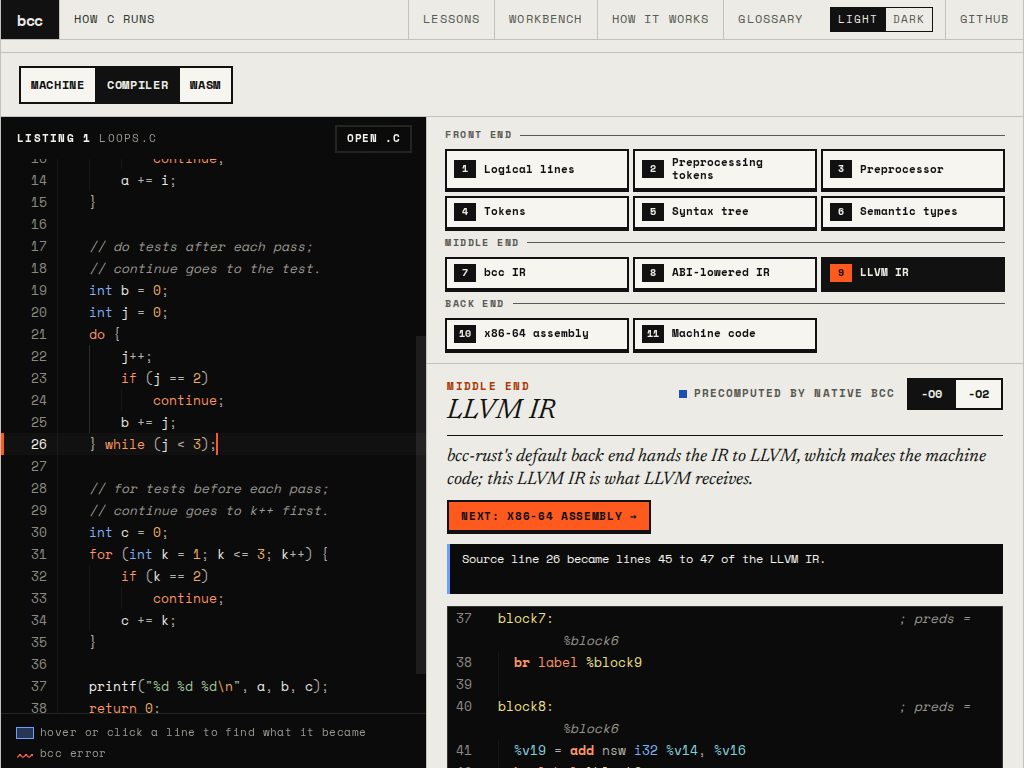 bcc HOW C RUNS LESSONS WORKBENCH HOW IT WORKS GLOSSARY LIGHT DARK GITHUB
MACHINE COMPILER WASM
LISTING 1 LOOPS.C OPEN .C
continue;
14 a += i;
15 }
16
17 // do tests after each pass;
18 // continue goes to the test.
19 int b = 0;
20 int j = 0;
21 do {
22 j++;
23 if (j == 2)
24 continue;
25 b += j;
26 } while (j < 3);
27
28 // for tests before each pass;
29 // continue goes to k++ first.
30 int c = 0;
31 for (int k = 1; k <= 3; k++) {
32 if (k == 2)
33 continue;
34 c += k;
35 }
36
37 printf("%d %d %d\n", a, b, c);
38 return 0;
hover or click a line to find what it became
bcc error
FRONT END
1 Logical lines
2 Preprocessing
tokens
3 Preprocessor
4 Tokens
5 Syntax tree
6 Semantic types
MIDDLE END
7 bcc IR
8 ABI-lowered IR
9 LLVM IR
BACK END
10 x86-64 assembly
11 Machine code
MIDDLE END
LLVM IR
PRECOMPUTED BY NATIVE BCC -O0 -O2
bcc-rust's default back end hands the IR to LLVM, which makes the machine
code; this LLVM IR is what LLVM receives.
NEXT: X86-64 ASSEMBLY →
Source line 26 became lines 45 to 47 of the LLVM IR.
37 block7: ; preds =
%block6
38 br label %block9
39
40 block8: ; preds =
%block6
41 %v19 = add nsw i32 %v14, %v16